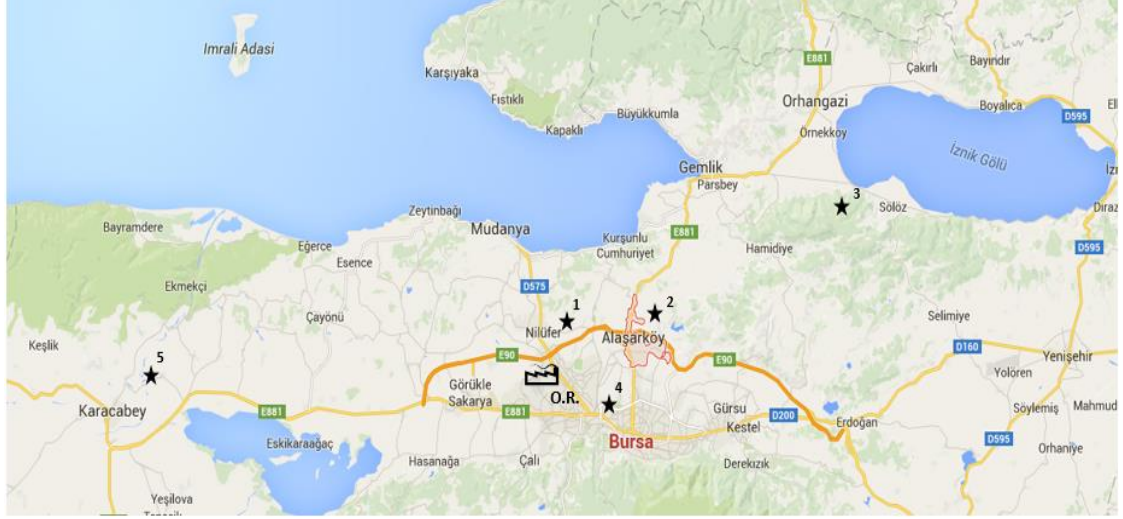 Imrali Adasi
Karşıyaka
Fıstıklı
Kapaklı
Büyükkumla
E881
Çakırlı
Bayındır
Orhangazi
Boyalıca
D595
Örnekköy
İznik Gölü
Gemlik
Parsbey
3
Sölöz
Bayramdere
Zeytinbağı
Mudanya
Kurşunlu
Cumhuriyet
E881
Hamidiye
D595
Eğerce
Esence
Ekmekçi
D575
Çayönü
1
2
Nilüfer
Alaşarköy
Selimiye
Keşlik
5
E90
E90
D160
Yenişehir
Yolören
Görükle
Sakarya
O.R.
4
Karacabey
E881
E881
Gürsu
Kestel
D200
Erdoğan
Söylemiş
Mahmud
Eskikaraağaç
Bursa
D595
Orhaniye
Hasanağa
Çalı
Derekızık
Yeşilova